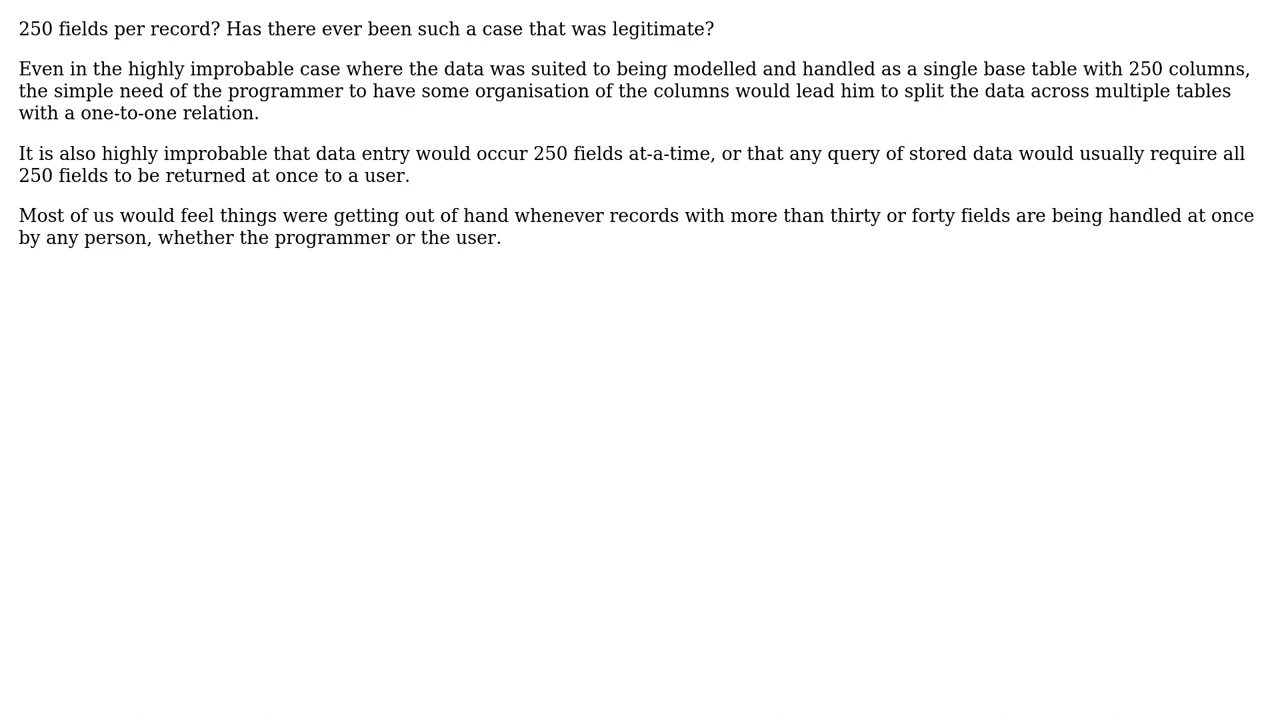 250 fields per record? Has there ever been such a case that was legitimate?
Even in the highly improbable case where the data was suited to being modelled and handled as a single base table with 250 columns,
the simple need of the programmer to have some organisation of the columns would lead him to split the data across multiple tables
with a one-to-one relation.
It is also highly improbable that data entry would occur 250 fields at-a-time, or that any query of stored data would usually require all
250 fields to be returned at once to a user.
Most of us would feel things were getting out of hand whenever records with more than thirty or forty fields are being handled at once
by any person, whether the programmer or the user.